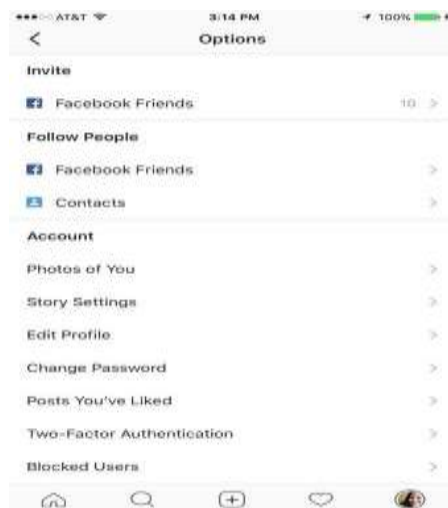 AT&T 3:14 PM 100%
Options
Invite
Facebook Friends 10
Follow People
Facebook Friends
Contacts
Account
Photos of You
Story Settings
Edit Profile
Change Password
Posts You've Liked
Two-Factor Authentication
Blocked Users